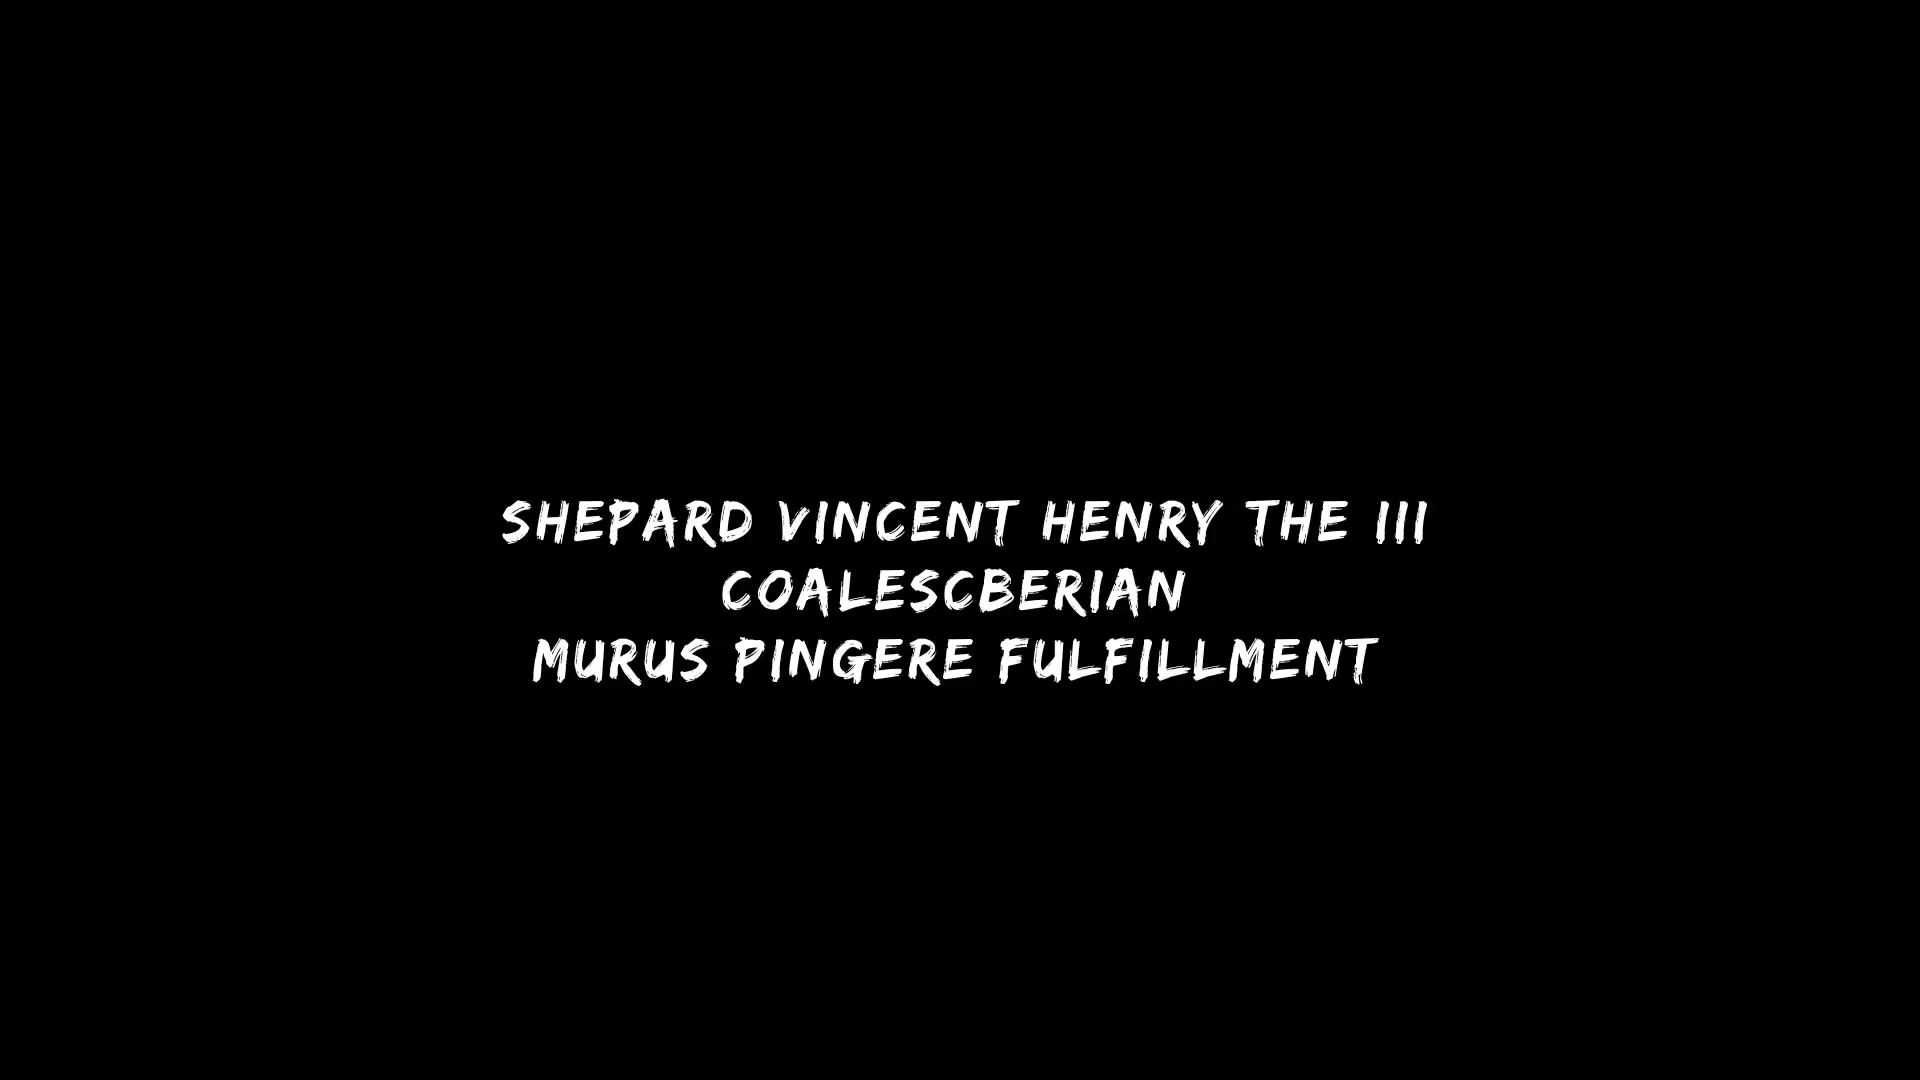 SHEPARD VINCENT HENRY THE III
COALESCBERIAN
MURUS PINGERE FULFILLMENT